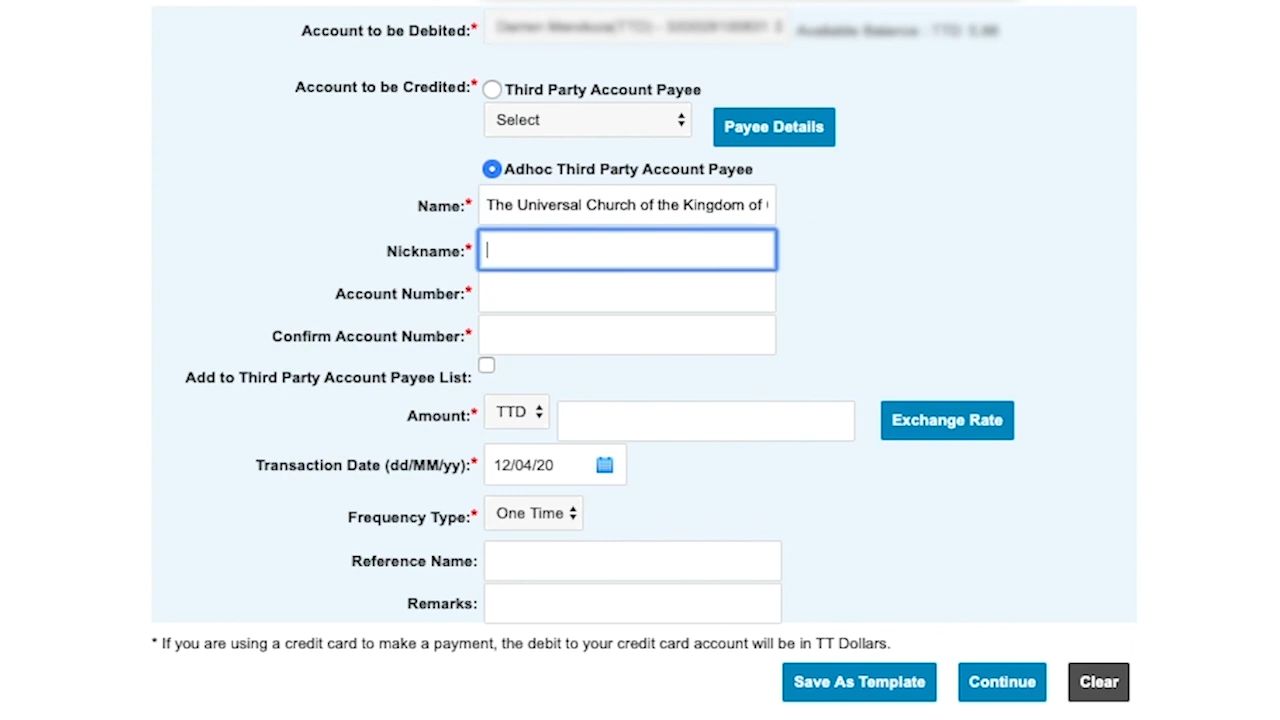 Account to be Debited:*
Account to be Credited:*
Third Party Account Payee
Select
Payee Details
Adhoc Third Party Account Payee
Name:* The Universal Church of the Kingdom of
Nickname:*
Account Number:*
Confirm Account Number:*
Add to Third Party Account Payee List:
Amount:* TTD Exchange Rate
Transaction Date (dd/MM/yy):* 12/04/20
Frequency Type:* One Time
Reference Name:
Remarks:
* If you are using a credit card to make a payment, the debit to your credit card account will be in TT Dollars.
Save As Template Continue Clear